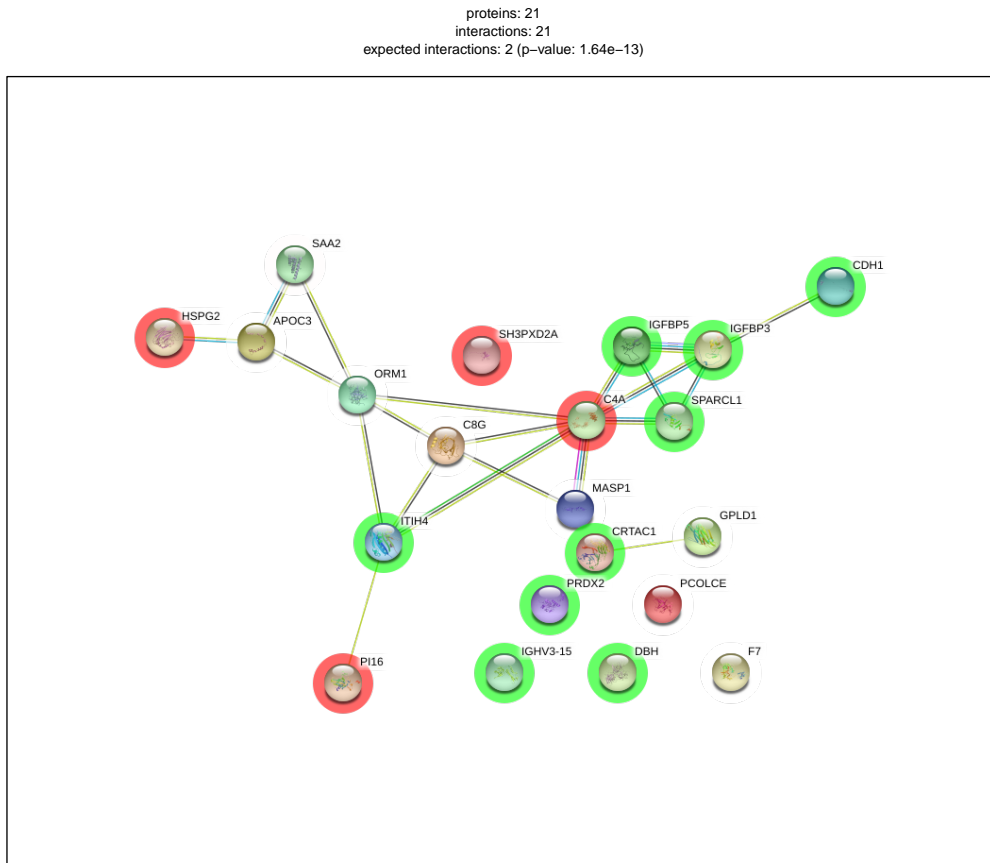 proteins: 21
interactions: 21
expected interactions: 2 (p−value: 1.64e−13)
SAA2
CDH1
HSPG2
APOC3
IGFBP5
IGFBP3
SH3PXD2A
ORM1
C4A
SPARCL1
C8G
MASP1
ITIH4
CRTAC1
GPLD1
PRDX2
PCOLCE
PI16
IGHV3-15
DBH
F7